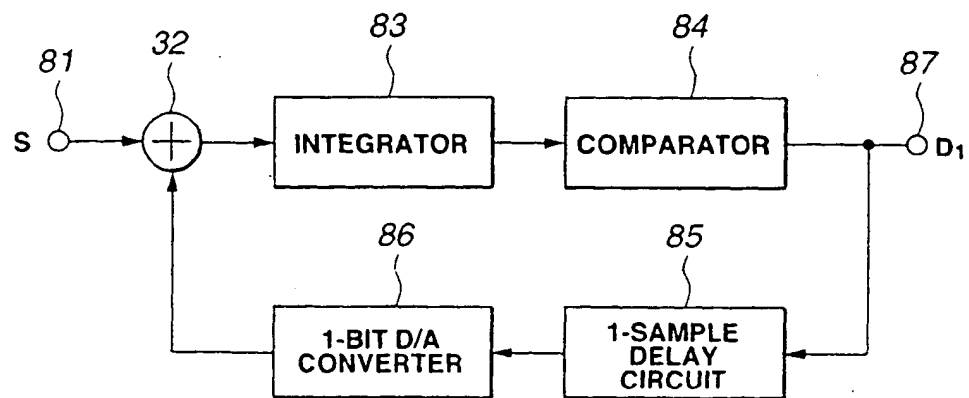 81
32
83
84
87
S
INTEGRATOR
COMPARATOR
D1
86
85
1-BIT D/A
CONVERTER
1-SAMPLE
DELAY
CIRCUIT